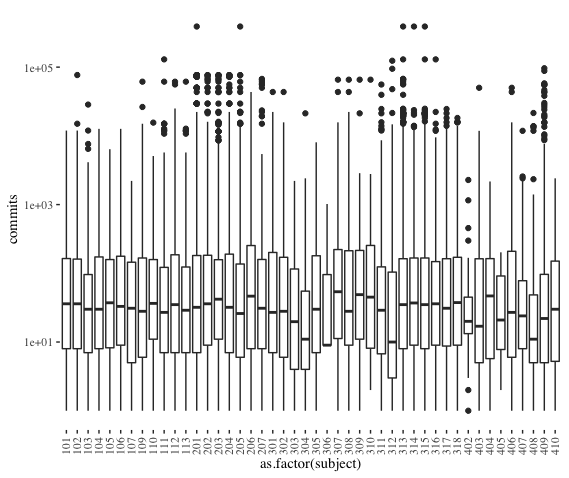 1e+05
1e+03
1e+01
commits
101 102 103 104 105 106 107 109 110 111 112 113 201 202 203 204 205 206 207 301 302 303 304 305 306 307 308 309 310 311 312 313 314 315 316 317 318 402 403 404 405 406 407 408 409 410
as.factor(subject)